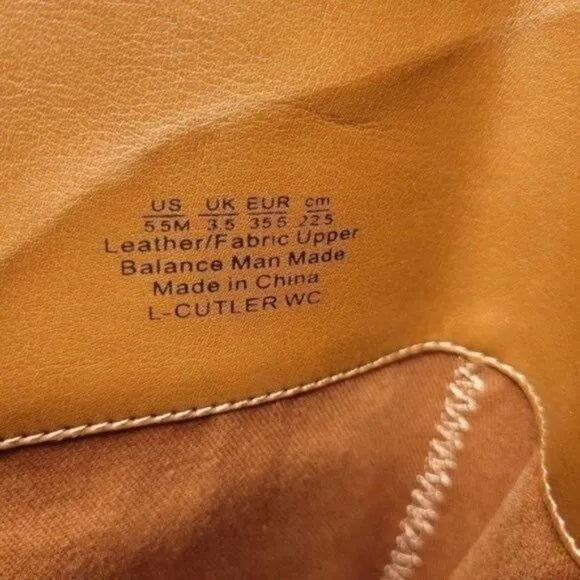 US UK EUR cm
5.5M 3.5 35.5 22.5
Leather/Fabric Upper
Balance Man Made
Made in China
L-CUTLER WC